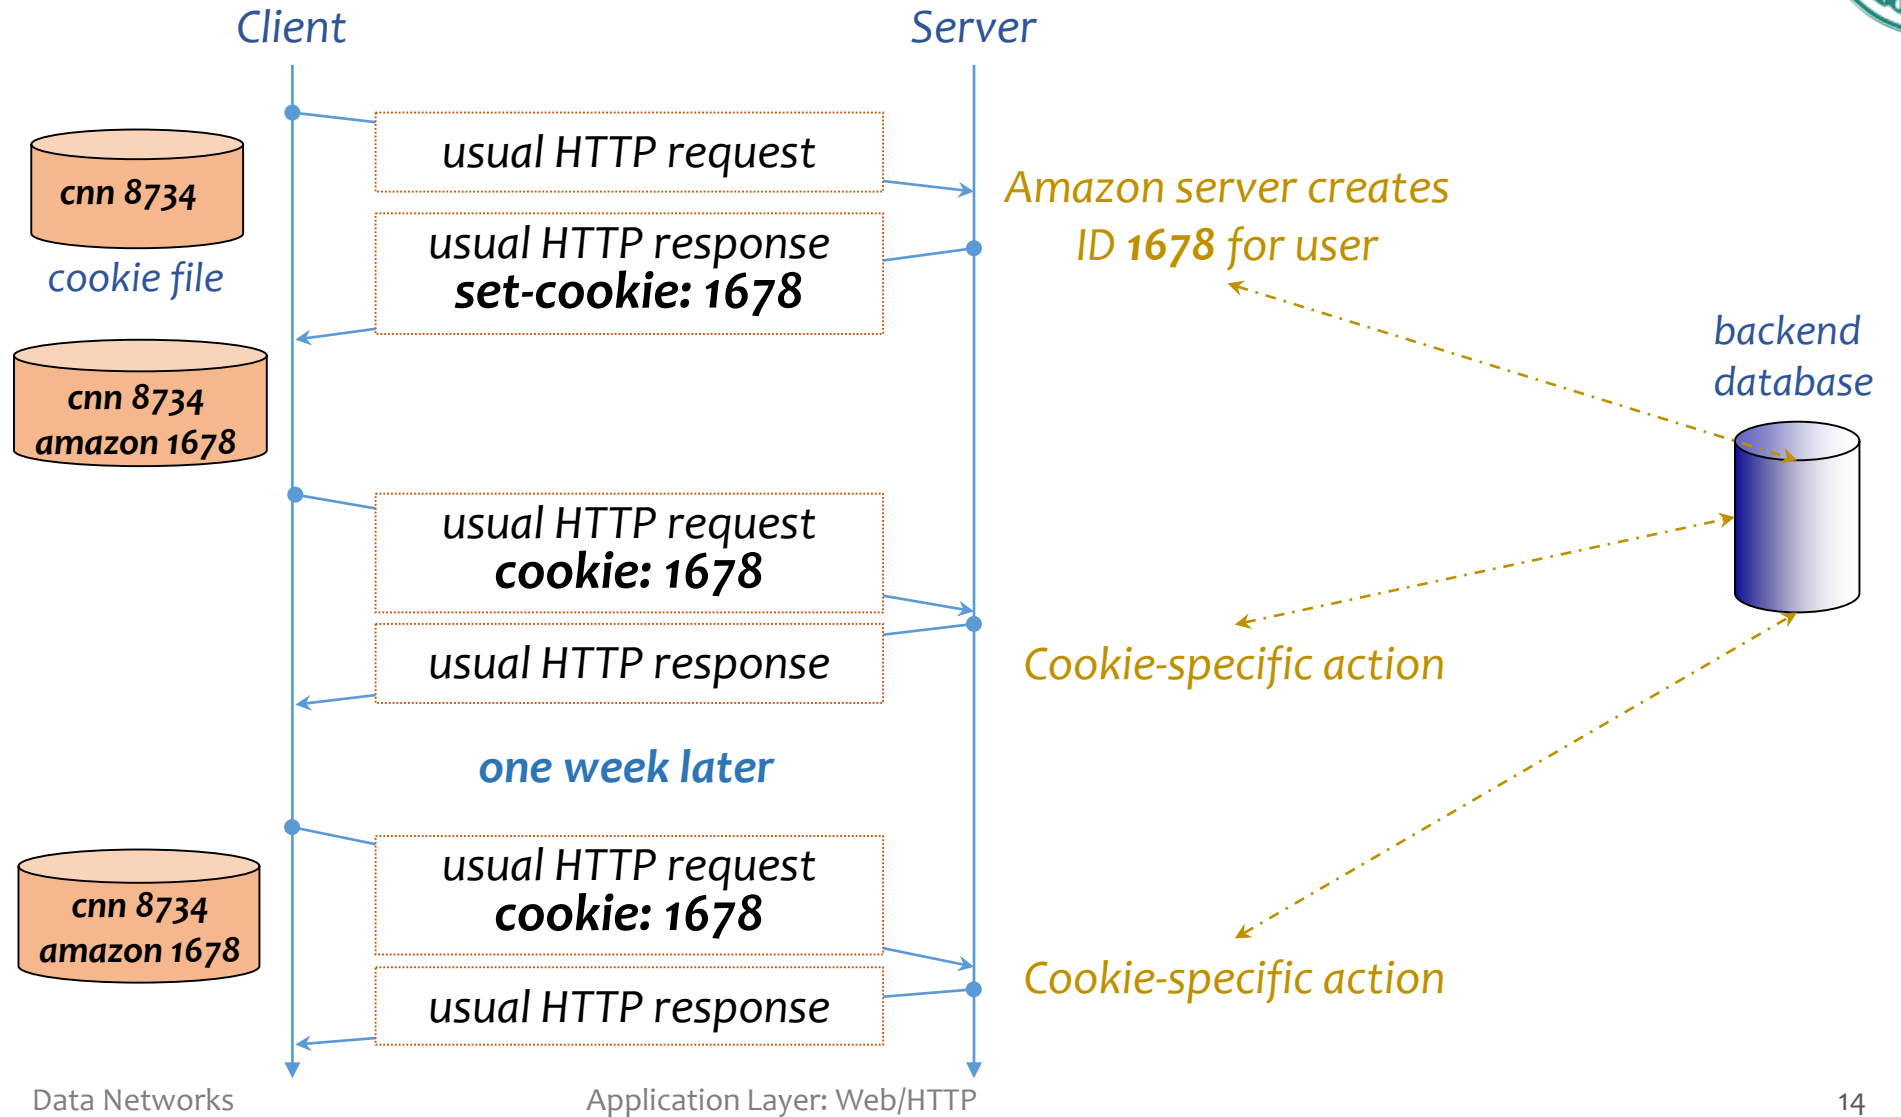 Client
Server
usual HTTP request
cnn 8734
cookie file
Amazon server creates
ID 1678 for user
usual HTTP response
set-cookie: 1678
backend
database
cnn 8734
amazon 1678
usual HTTP request
cookie: 1678
usual HTTP response
Cookie-specific action
one week later
usual HTTP request
cookie: 1678
cnn 8734
amazon 1678
usual HTTP response
Cookie-specific action
Data Networks
Application Layer: Web/HTTP
14